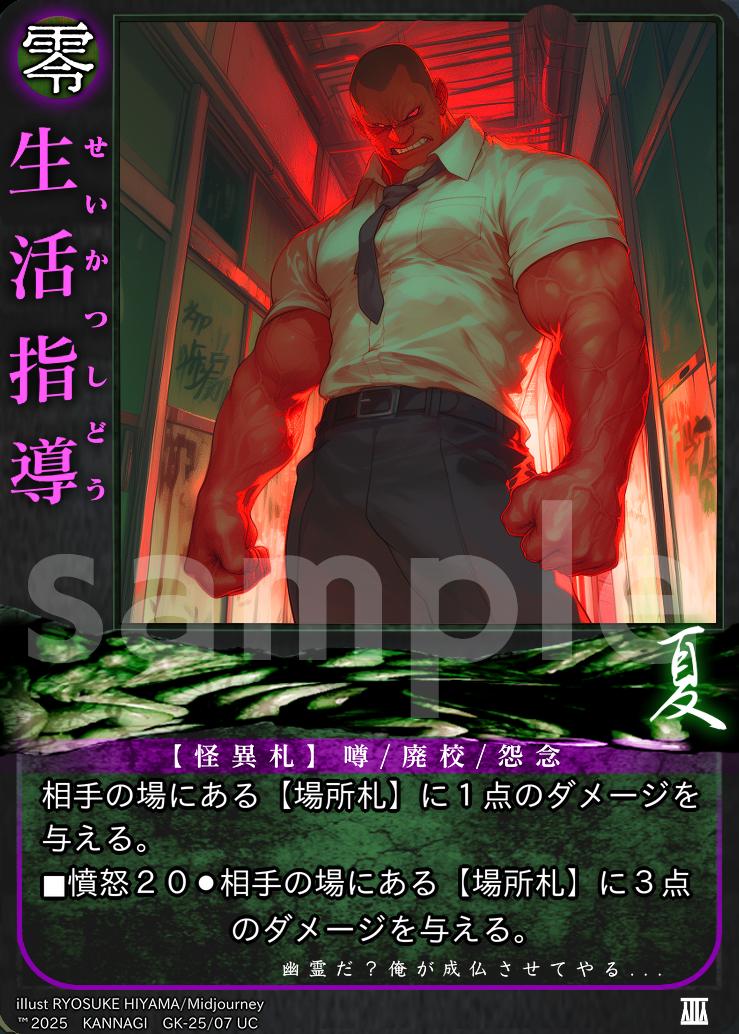 零
生活指導
せいかつしどう
sample
夏
【怪異札】噂/廃校/怨念
相手の場にある【場所札】に１点のダメージを
与える。
■憤怒２０●相手の場にある【場所札】に３点
のダメージを与える。
幽霊だ？俺が成仏させてやる...
illust RYOSUKE HIYAMA/Midjourney
™2025 KANNAGI GK-25/07 UC